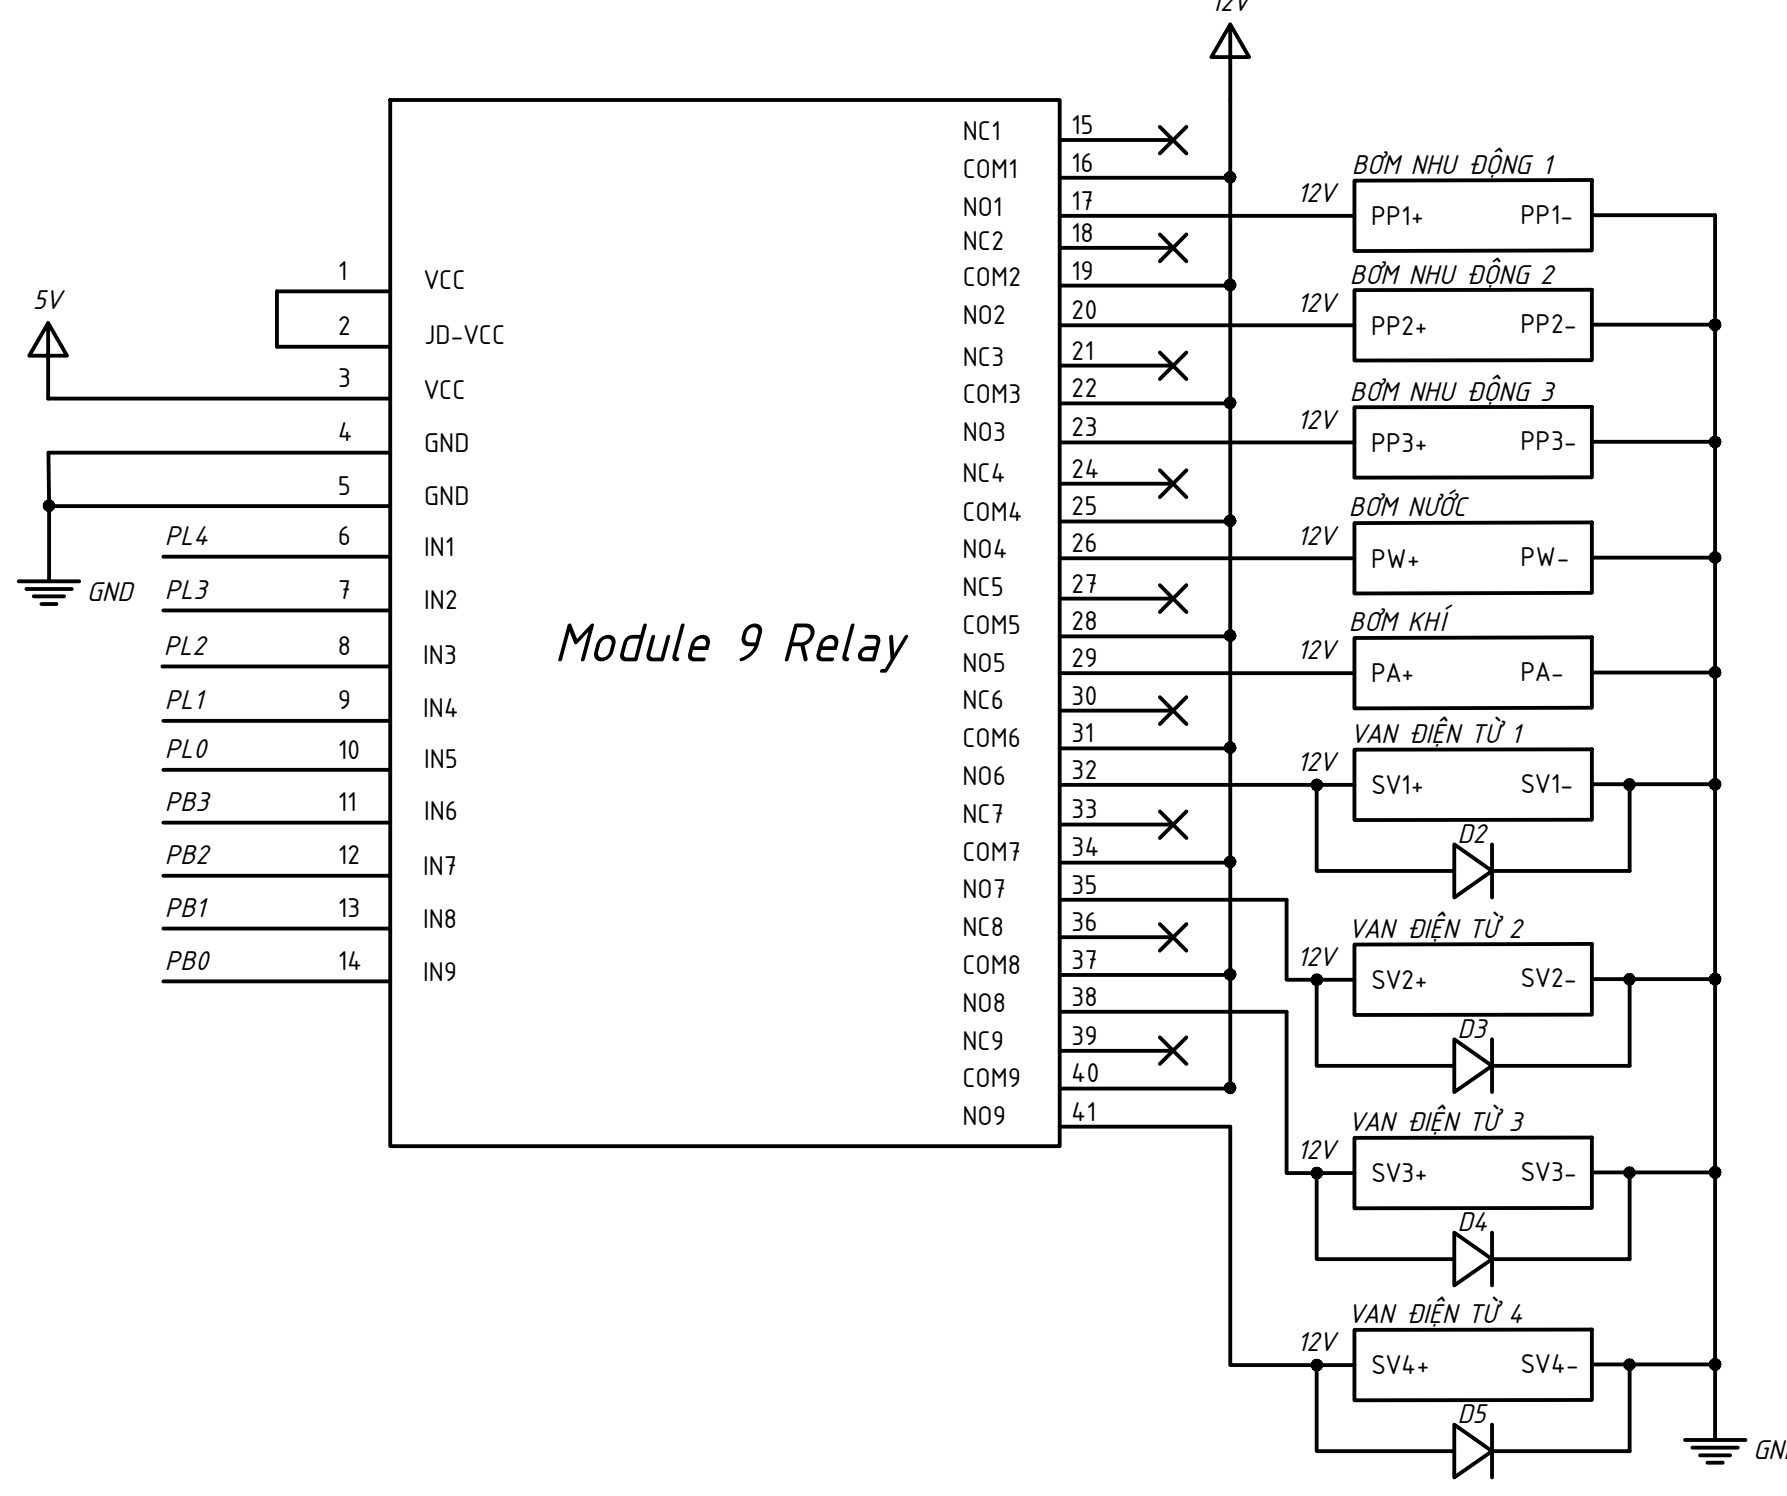 12V
5V
1
VCC
2
JD-VCC
3
VCC
4
GND
5
GND
GND
PL4
6
IN1
PL3
7
IN2
PL2
8
IN3
PL1
9
IN4
PL0
10
IN5
PB3
11
IN6
PB2
12
IN7
PB1
13
IN8
PB0
14
IN9
Module 9 Relay
NC1
15
COM1
16
NO1
17
NC2
18
COM2
19
NO2
20
NC3
21
COM3
22
NO3
23
NC4
24
COM4
25
NO4
26
NC5
27
COM5
28
NO5
29
NC6
30
COM6
31
NO6
32
NC7
33
COM7
34
NO7
35
NC8
36
COM8
37
NO8
38
NC9
39
COM9
40
NO9
41
BƠM NHU ĐỘNG 1
12V
PP1+ PP1-
BƠM NHU ĐỘNG 2
12V
PP2+ PP2-
BƠM NHU ĐỘNG 3
12V
PP3+ PP3-
BƠM NƯỚC
12V
PW+ PW-
BƠM KHÍ
12V
PA+ PA-
VAN ĐIỆN TỪ 1
12V
SV1+ SV1-
D2
VAN ĐIỆN TỪ 2
12V
SV2+ SV2-
D3
VAN ĐIỆN TỪ 3
12V
SV3+ SV3-
D4
VAN ĐIỆN TỪ 4
12V
SV4+ SV4-
D5